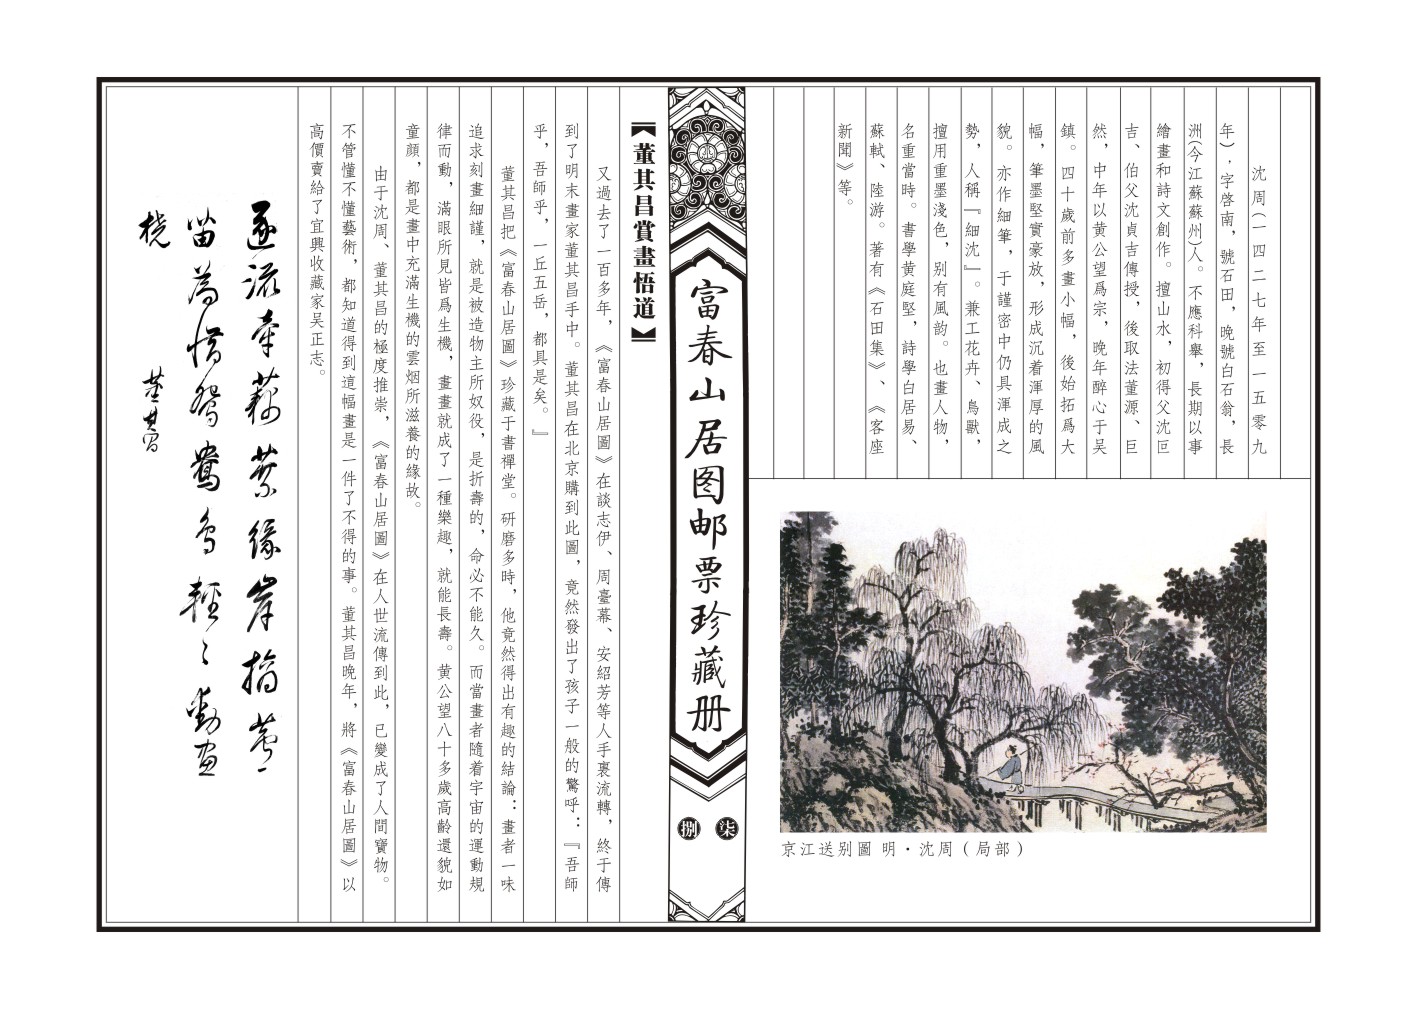 沈周(一四二七年至一五零九
年)，字啓南，號石田，晚號白石翁，長
洲(今江蘇蘇州)人。不應科舉，長期以事
繪畫和詩文創作。擅山水，初得父沈叵
吉、伯父沈貞吉傳授，後取法董源、巨
然，中年以黄公望爲宗，晚年醉心于吴
鎮。四十歲前多畫小幅，後始拓爲大
幅，筆墨堅實豪放，形成沉着渾厚的風
貌。亦作細筆，于謹密中仍具渾成之
勢，人稱『細沈』。兼工花卉、鳥獸，
擅用重墨淺色，别有風韵。也畫人物，
名重當時。書學黄庭堅，詩學白居易、
蘇軾、陸游。著有《石田集》、《客座
新聞》等。
京江送别圖 明·沈周（局部）
富春山居图邮票珍藏册
柒
捌
【董其昌賞畫悟道】
又過去了一百多年，《富春山居圖》在談志伊、周臺幕、安紹芳等人手裏流轉，終于傳
到了明末畫家董其昌手中。董其昌在北京購到此圖，竟然發出了孩子一般的驚呼：『吾師
乎，吾師乎，一丘五岳，都具是矣。』
董其昌把《富春山居圖》珍藏于書禪堂。研磨多時，他竟然得出有趣的結論：畫者一味
追求刻畫細謹，就是被造物主所奴役，是折壽的，命必不能久。而當畫者隨着宇宙的運動規
律而動，滿眼所見皆爲生機，畫畫就成了一種樂趣，就能長壽。黄公望八十多歲高齡還貌如
童顔，都是畫中充滿生機的雲烟所滋養的緣故。
由于沈周、董其昌的極度推崇，《富春山居圖》在人世流傳到此，已變成了人間寶物。
不管懂不懂藝術，都知道得到這幅畫是一件了不得的事。董其昌晚年，將《富春山居圖》以
高價賣給了宜興收藏家吴正志。
逐流牽荇葉緣岸摘蘆
苗為惜鴛鴦鳥輕〻動画
橈
董其昌